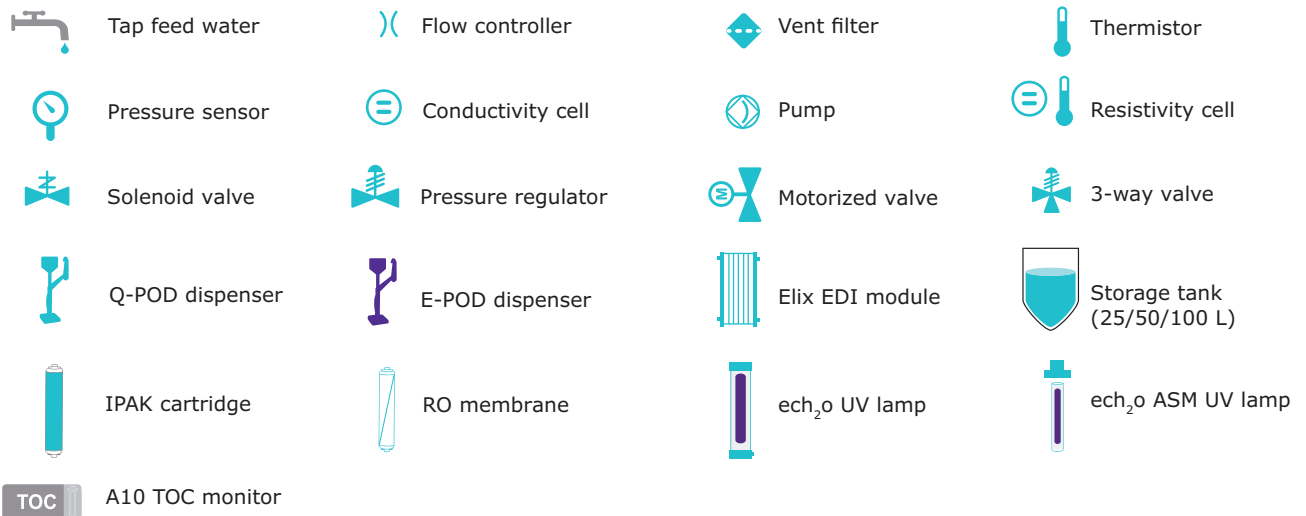 Tap feed water
Flow controller
Vent filter
Thermistor
Pressure sensor
Conductivity cell
Pump
Resistivity cell
Solenoid valve
Pressure regulator
M
Motorized valve
3-way valve
Q-POD dispenser
E-POD dispenser
Elix EDI module
Storage tank
(25/50/100 L)
IPAK cartridge
RO membrane
ech₂o UV lamp
ech₂o ASM UV lamp
TOC
A10 TOC monitor